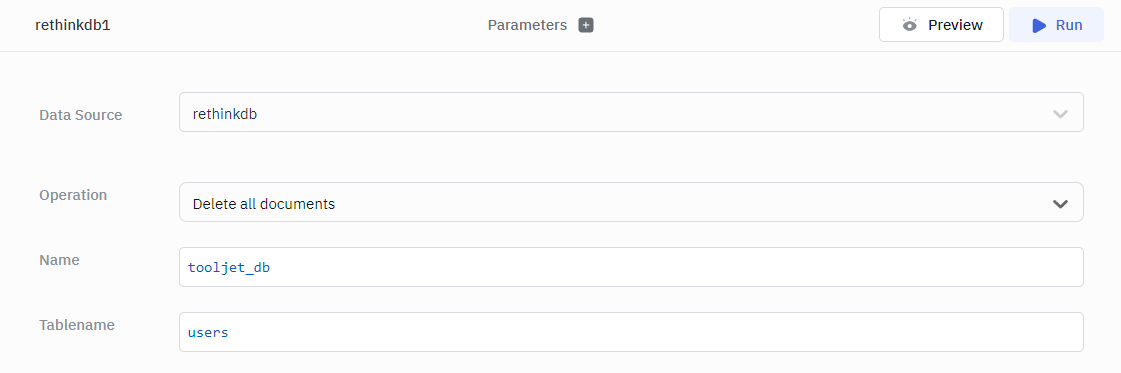 rethinkdb1 Parameters Preview Run
Data Source rethinkdb
Operation Delete all documents
Name tooljet_db
Tablename users